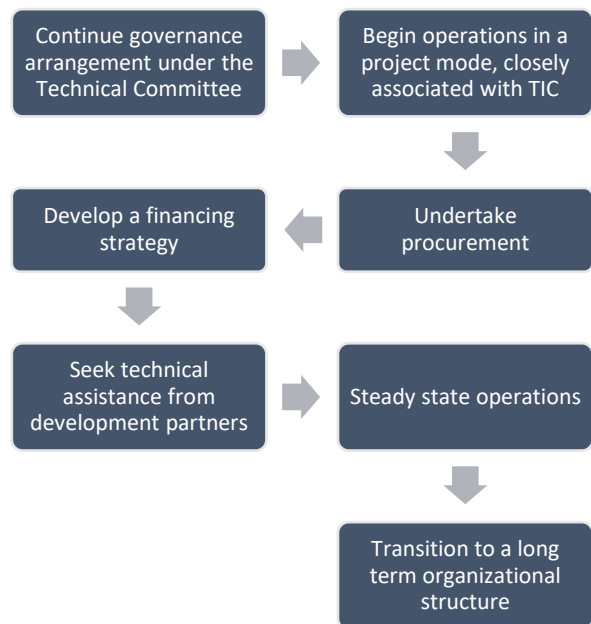 Continue governance
arrangement under the
Technical Committee
Begin operations in a
project mode, closely
associated with TIC
Undertake
procurement
Develop a financing
strategy
Seek technical
assistance from
development partners
Steady state operations
Transition to a long
term organizational
structure